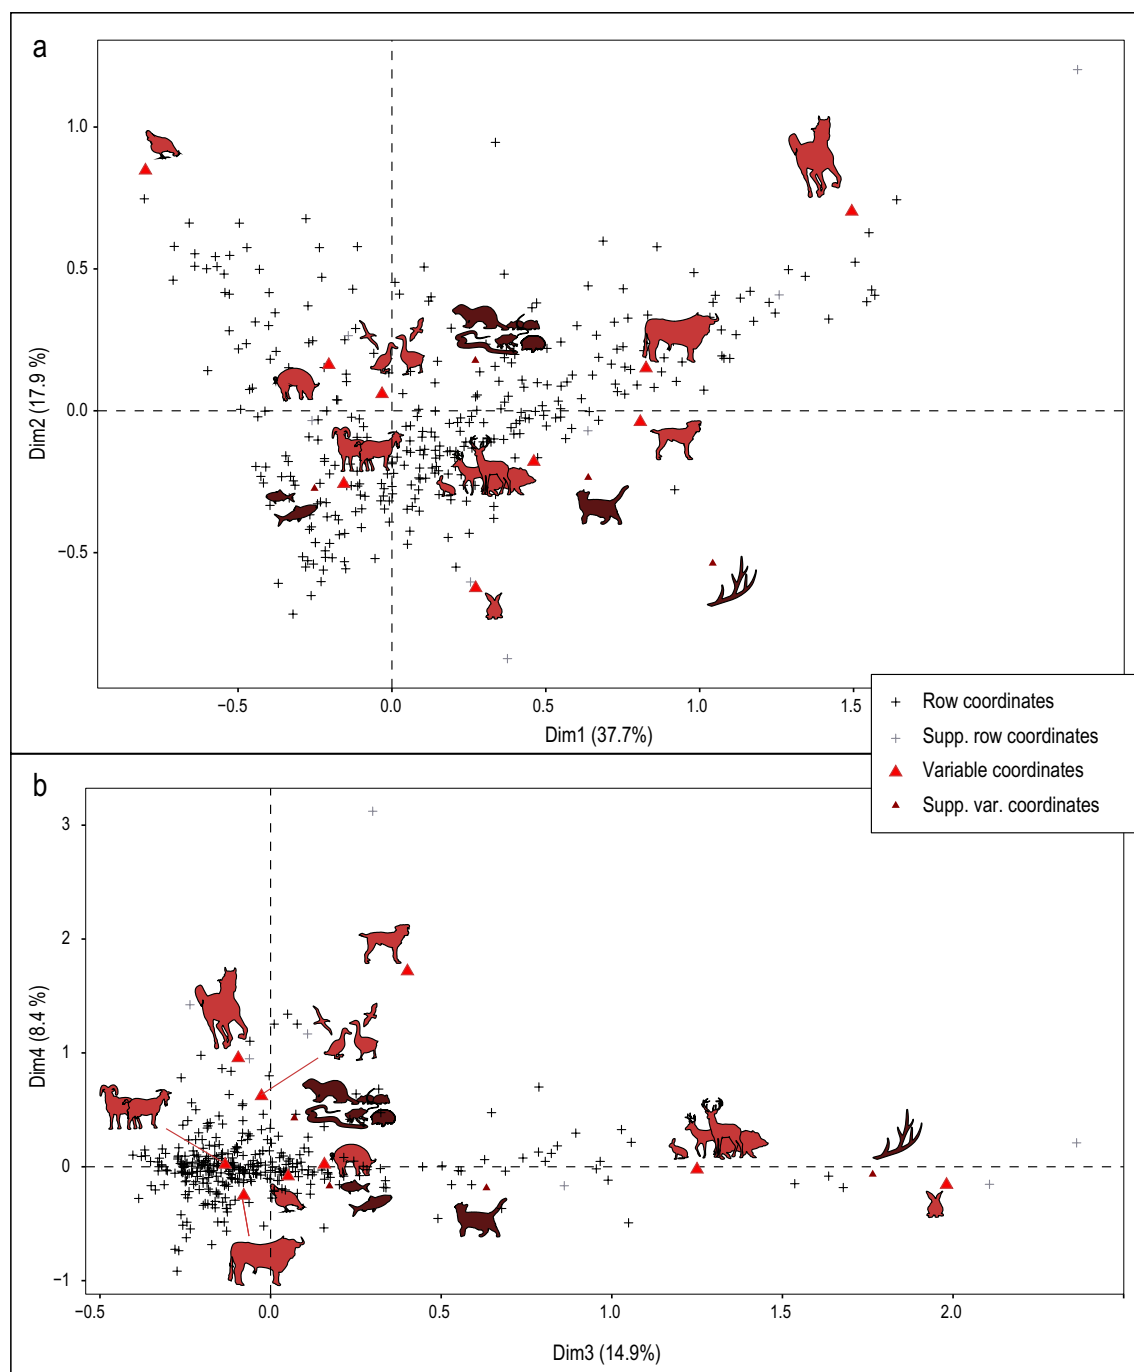 a
1.0
0.5
0.0
−0.5
Dim2 (17.9 %)
−0.5
0.0
0.5
1.0
1.5
Dim1 (37.7%)
Row coordinates
Supp. row coordinates
Variable coordinates
Supp. var. coordinates
b
3
2
1
0
−1
Dim4 (8.4 %)
−0.5
0.0
0.5
1.0
1.5
2.0
Dim3 (14.9%)